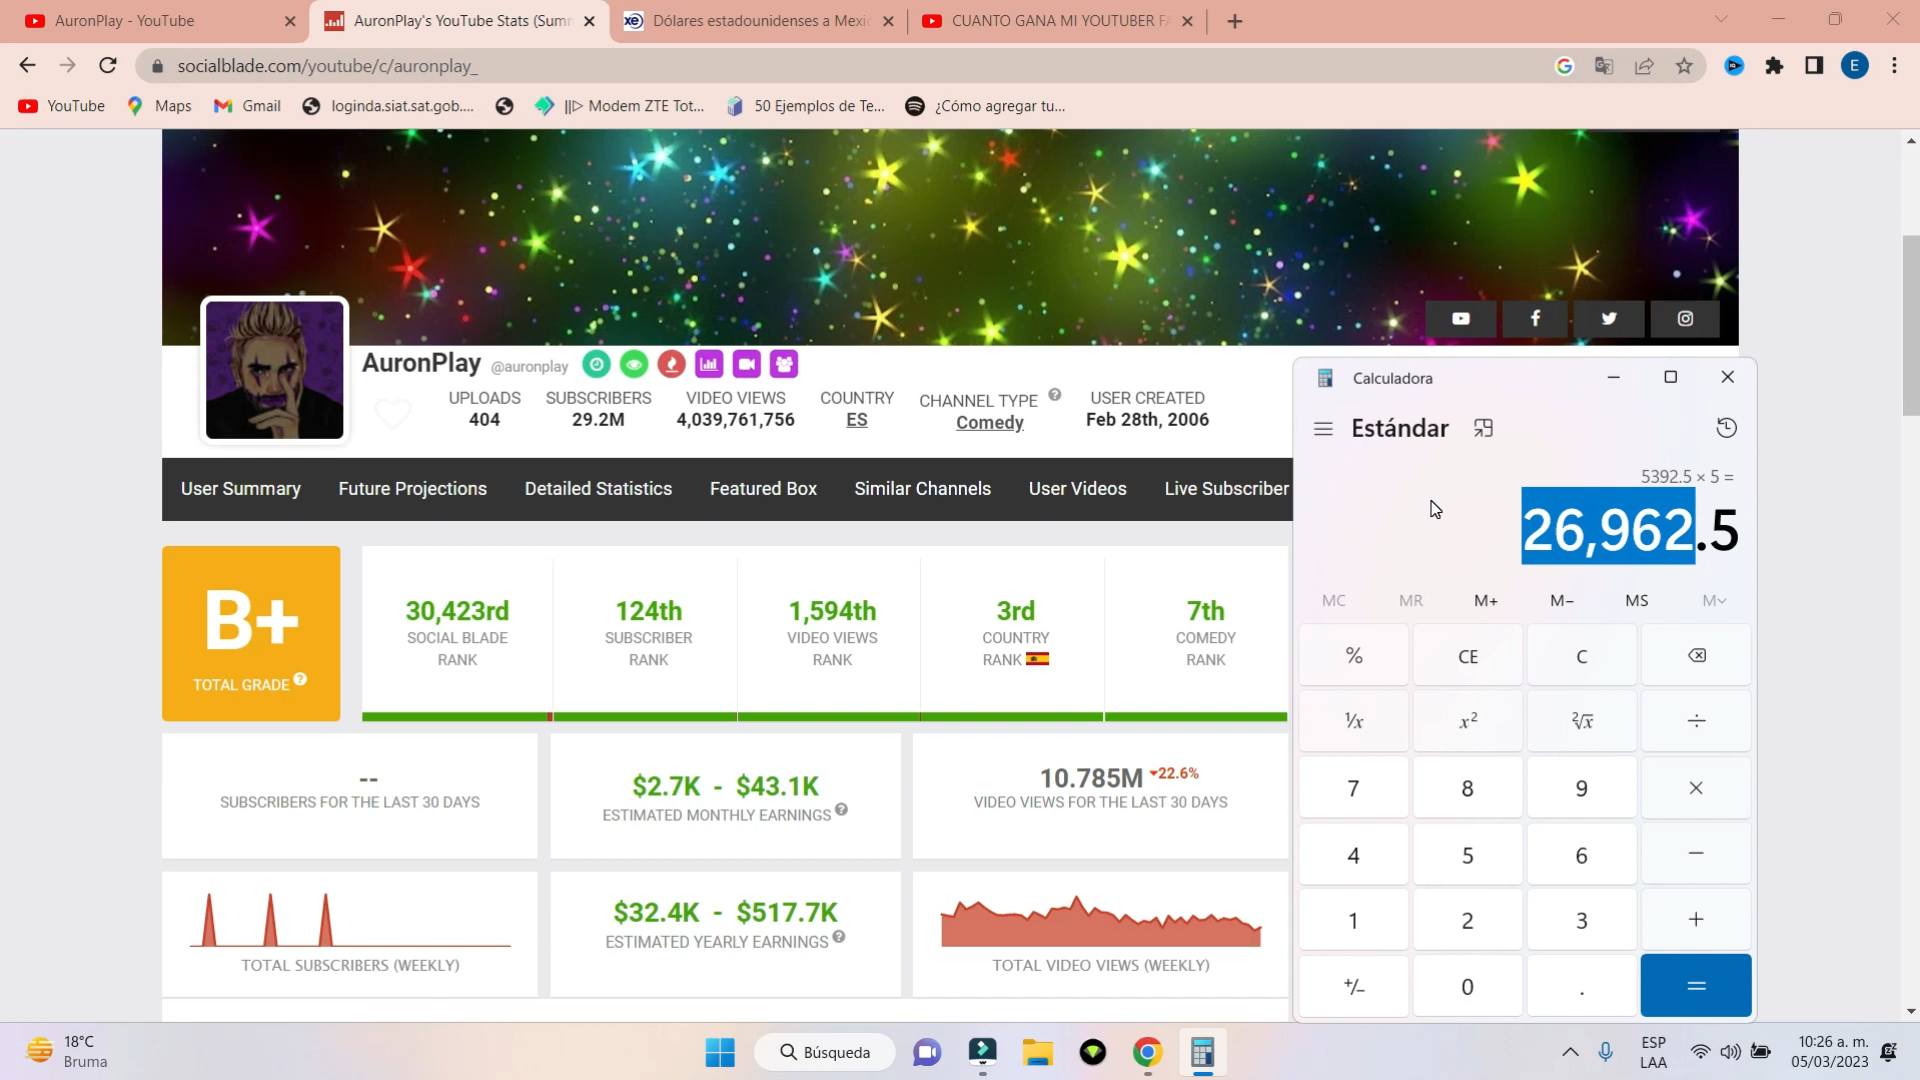 AuronPlay - YouTube
AuronPlay's YouTube Stats (Sum
Dólares estadounidenses a Mexic
CUANTO GANA MI YOUTUBER FA
socialblade.com/youtube/c/auronplay_
E
YouTube
Maps
Gmail
loginda.siat.sat.gob....
||▷ Modem ZTE Tot...
50 Ejemplos de Te...
¿Cómo agregar tu...
AuronPlay @auronplay
UPLOADS
404
SUBSCRIBERS
29.2M
VIDEO VIEWS
4,039,761,756
COUNTRY
ES
CHANNEL TYPE
Comedy
USER CREATED
Feb 28th, 2006
User Summary
Future Projections
Detailed Statistics
Featured Box
Similar Channels
User Videos
Live Subscriber
B+
TOTAL GRADE
30,423rd
SOCIAL BLADE
RANK
124th
SUBSCRIBER
RANK
1,594th
VIDEO VIEWS
RANK
3rd
COUNTRY
RANK
7th
COMEDY
RANK
--
SUBSCRIBERS FOR THE LAST 30 DAYS
$2.7K - $43.1K
ESTIMATED MONTHLY EARNINGS
10.785M 22.6%
VIDEO VIEWS FOR THE LAST 30 DAYS
TOTAL SUBSCRIBERS (WEEKLY)
$32.4K - $517.7K
ESTIMATED YEARLY EARNINGS
TOTAL VIDEO VIEWS (WEEKLY)
Calculadora
Estándar
5392.5 × 5 =
26,962.5
MC MR M+ M− MS M
% CE C
¹/x x² ²√x ÷
7 8 9 ×
4 5 6 −
1 2 3 +
+/− 0 . =
18°C
Bruma
Búsqueda
ESP
LAA
10:26 a. m.
05/03/2023